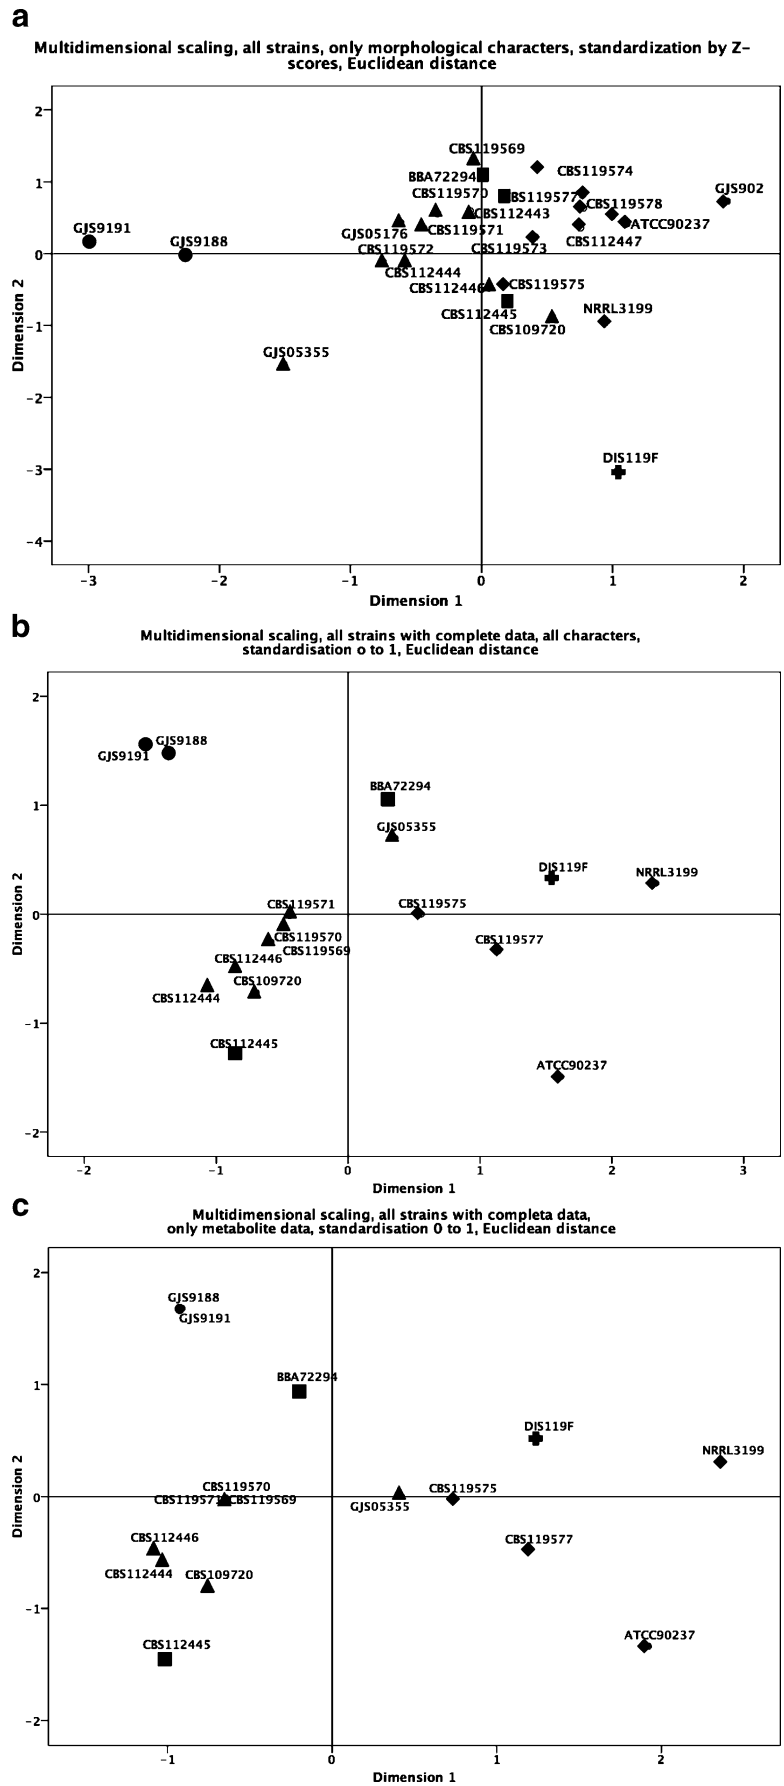 a
Multidimensional scaling, all strains, only morphological characters, standardization by Z-
scores, Euclidean distance
2
1
0
-1
-2
-3
-4
Dimension 2
CBS119569
BBA72294
CBS119574
CBS119570
BS119577
CBS119578
GJS902
CBS112443
ATCC90237
GJS9191
GJS9188
GJS05176
CBS119571
CBS112447
CBS119572
CBS119573
CBS112444
CBS112446
CBS119575
CBS112445
NRRL3199
CBS109720
GJS05355
DIS119F
-3
-2
-1
0
1
2
Dimension 1
b
Multidimensional scaling, all strains with complete data, all characters,
standardisation o to 1, Euclidean distance
2
1
0
-1
-2
Dimension 2
GJS9188
GJS9191
BBA72294
GJS05355
DIS119F
NRRL3199
CBS119571
CBS119575
CBS119570
CBS119577
CBS119569
CBS112446
CBS109720
CBS112444
CBS112445
ATCC90237
-2
-1
0
1
2
3
Dimension 1
c
Multidimensional scaling, all strains with completa data,
only metabolite data, standardisation 0 to 1, Euclidean distance
2
1
0
-1
-2
Dimension 2
GJS9188
GJS9191
BBA72294
DIS119F
NRRL3199
CBS119570
CBS119571
CBS119569
CBS119575
GJS05355
CBS112446
CBS119577
CBS112444
CBS109720
CBS112445
ATCC90237
-1
0
1
2
Dimension 1